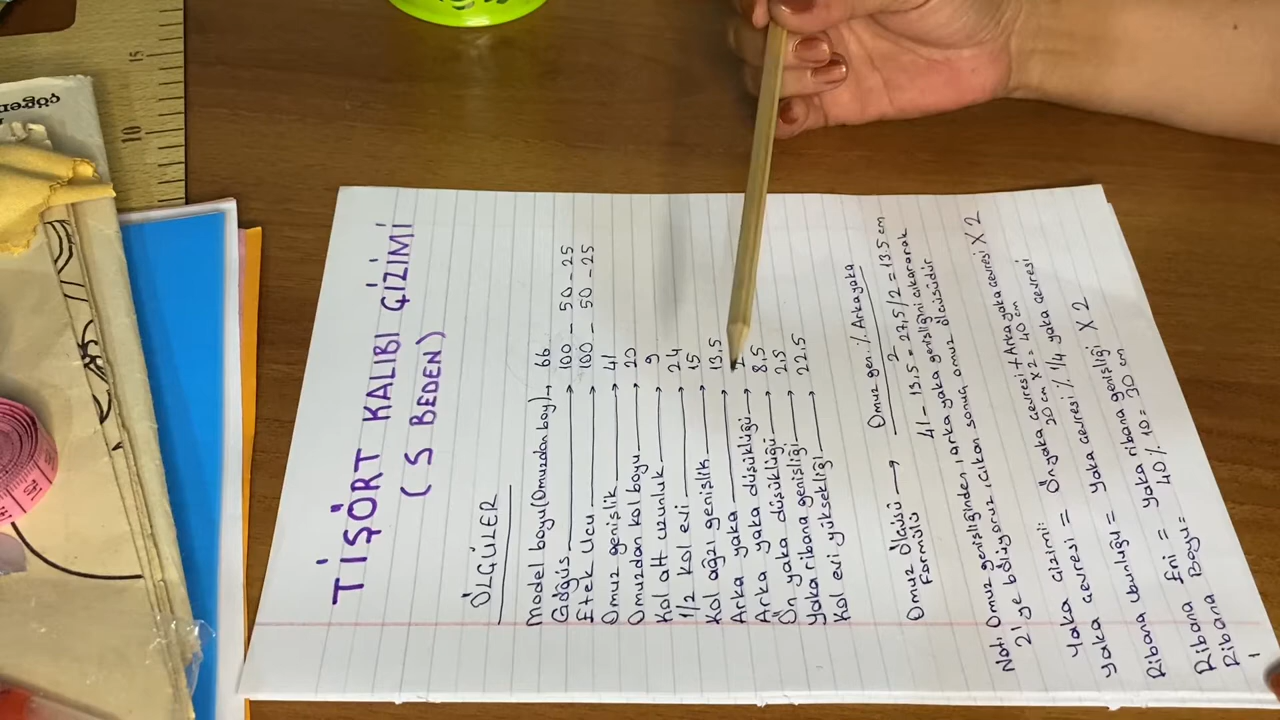 TİŞÖRT KALIBI ÇİZİMİ
( S BEDEN)
ÖLÇÜLER
Model boyu(Omuzdan boy)→ 66
Göğüs → 100 - 50 - 25
Etek Ucu → 100 - 50 - 25
Omuz genişlik → 41
Omuzdan kol boyu → 20
Kol altı uzunluk → 9
1/2 kol evi → 24
Kol ağzı genişlik → 15
Arka yaka → 13,5
Arka yaka düşüklüğü → 2
Ön yaka düşüklüğü → 8,5
Yaka ribana genişliği → 2,5
Kol evi yüksekliği → 22,5
Omuz Ölçüsü Formülü → Omuz gen. / Arka yaka
2
41 - 13,5 = 27,5 / 2 = 13.5 cm
Not: Omuz genişliğinden, arka yaka genişliğini çıkararak
2'ye bölüyoruz, çıkan sonuç omuz ölçüsüdür
Yaka çizimi:
Yaka çevresi = Ön yaka çevresi + Arka yaka çevresi X 2
20 cm X 2 = 40 cm
Ribana uzunluğu = Yaka çevresi % 1/4 yaka çevresi
Ribana Eni = yaka ribana genişliği X 2
Ribana Boyu = 40 % 10 = 30 cm
1
10
15